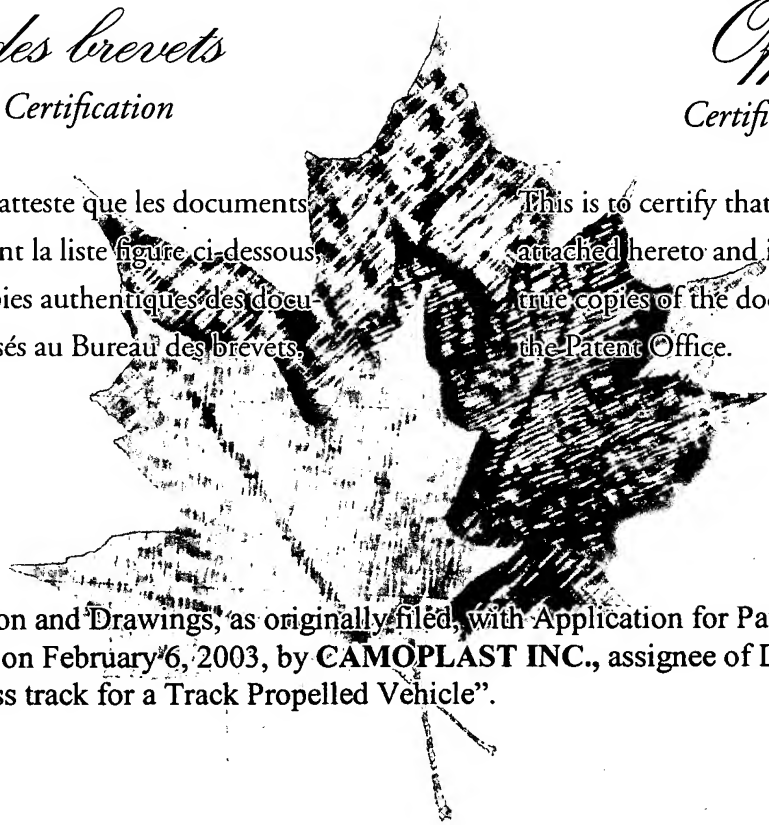 des brevets
Certification
atteste que les documents
nt la liste figure ci-dessous,
pies authentiques des docu-
sés au Bureau des brevets.
Certifi
This is to certify that
attached hereto and i
true copies of the doc
the Patent Office.
on and Drawings, as originally filed, with Application for Pa
on February 6, 2003, by CAMOPLAST INC., assignee of D
ss track for a Track Propelled Vehicle”.